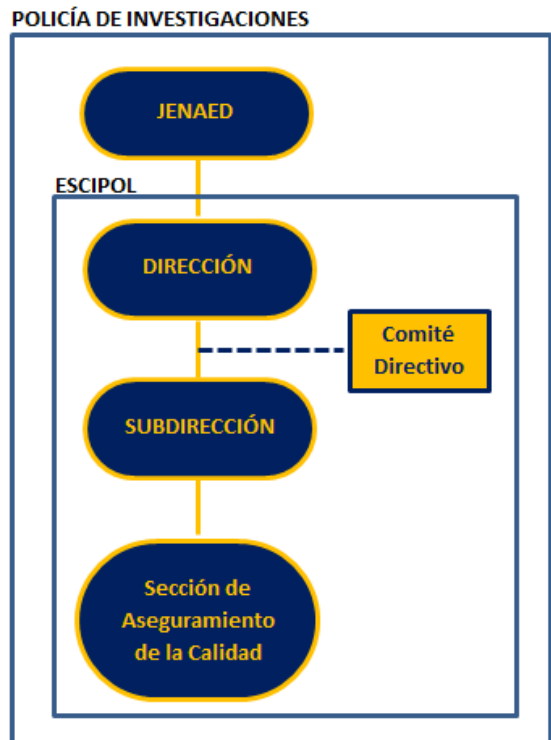 POLICÍA DE INVESTIGACIONES
JENAED
ESCIPOL
DIRECCIÓN
Comité
Directivo
SUBDIRECCIÓN
Sección de
Aseguramiento
de la Calidad